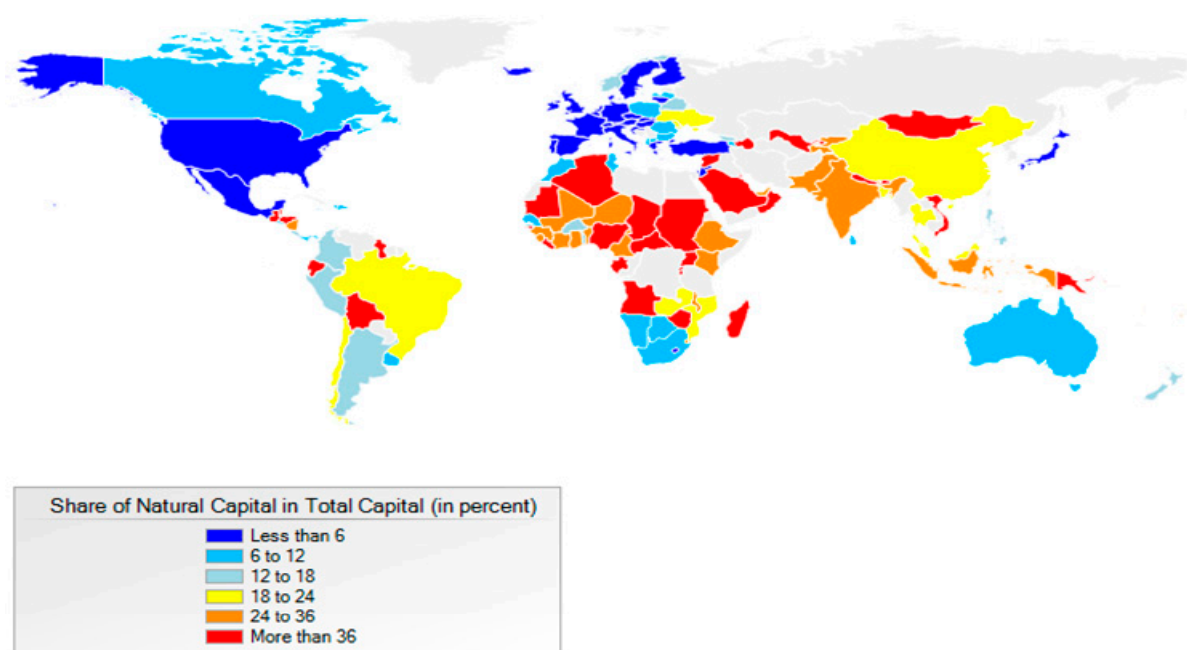 Share of Natural Capital in Total Capital (in percent)
Less than 6
6 to 12
12 to 18
18 to 24
24 to 36
More than 36